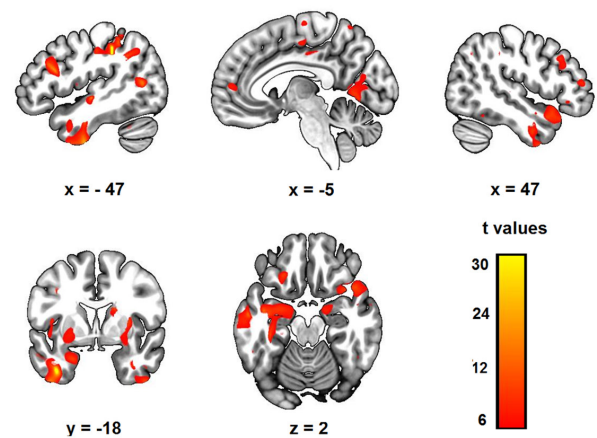 x = - 47
x = -5
x = 47
t values
30
24
12
6
y = -18
z = 2